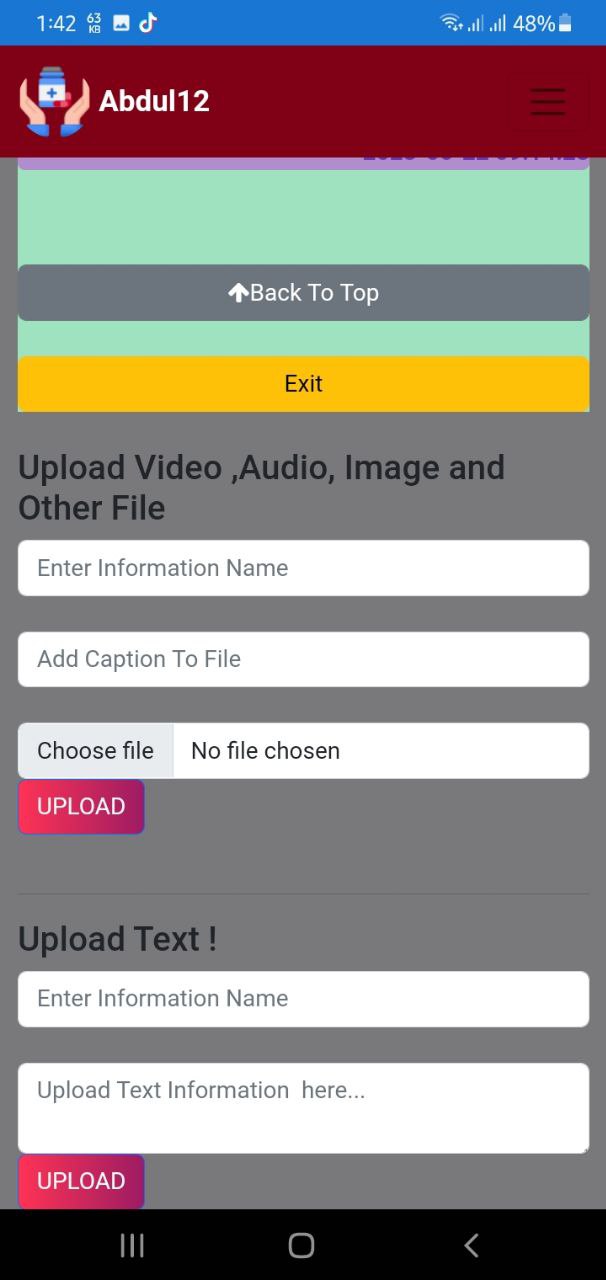 1:42 63 KB 48%
Abdul12
Back To Top
Exit
Upload Video ,Audio, Image and
Other File
Enter Information Name
Add Caption To File
Choose file No file chosen
UPLOAD
Upload Text !
Enter Information Name
Upload Text Information  here...
UPLOAD